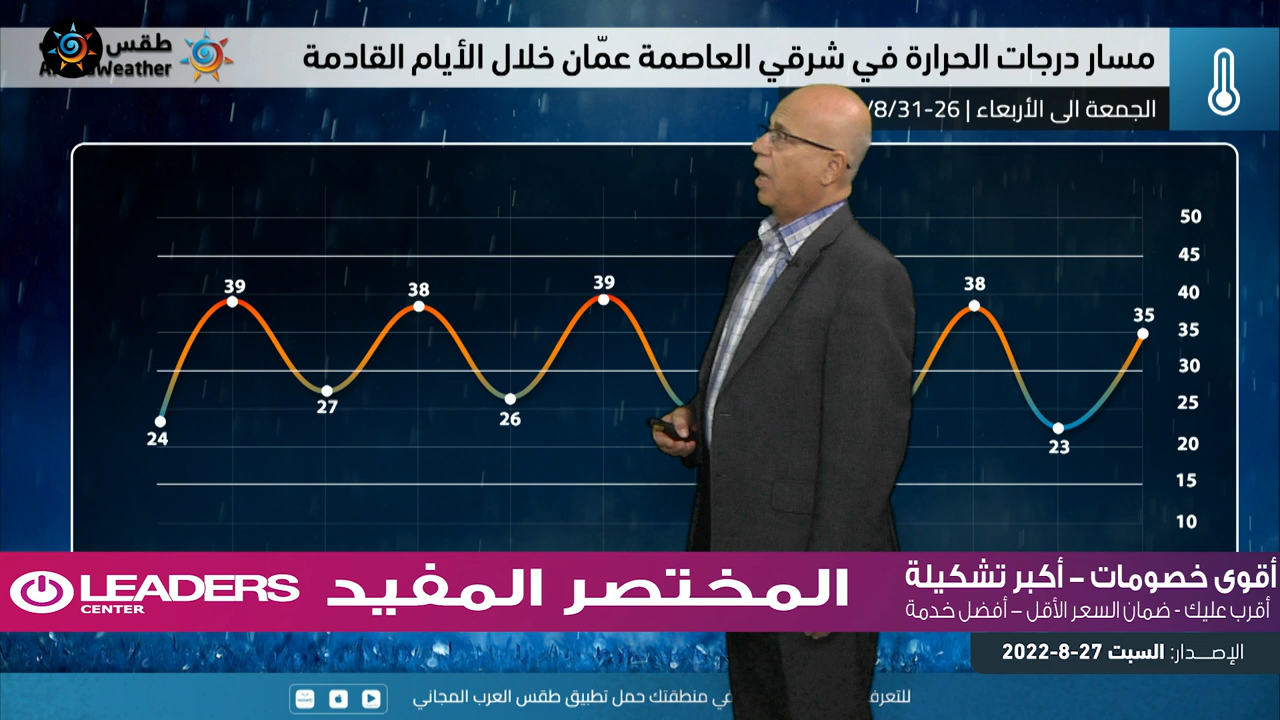 مسار درجات الحرارة في شرقي العاصمة عمّان خلال الأيام القادمة
طقس
Weather
الجمعة الى الأربعاء | 26-8/31/
50
45
40
35
30
25
20
15
10
39
38
39
38
35
24
27
26
23
أقوى خصومات – أكبر تشكيلة
أقرب عليك - ضمان السعر الأقل – أفضل خدمة
المختصر المفيد
LEADERS
CENTER
الإصـــدار: السبت 27-8-2022
في منطقتك حمل تطبيق طقس العرب المجاني